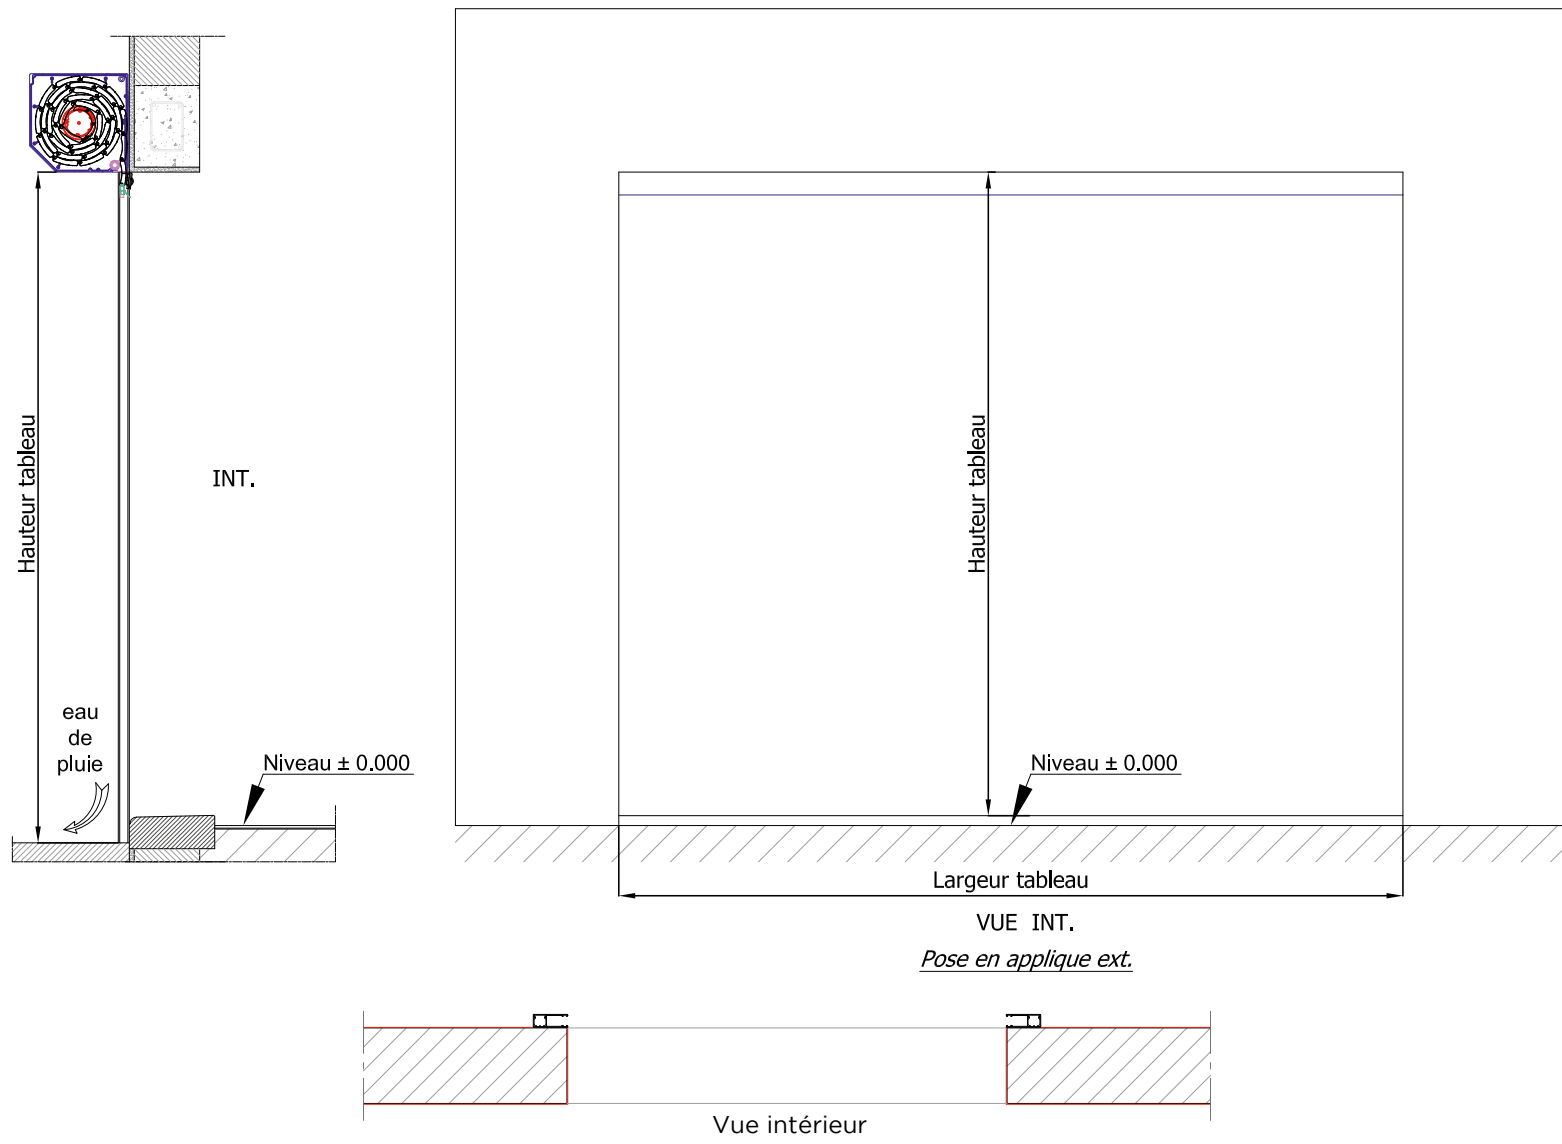 Hauteur tableau
INT.
eau
de
pluie
Niveau ± 0.000
Hauteur tableau
Niveau ± 0.000
Largeur tableau
VUE INT.
Pose en applique ext.
Vue intérieur